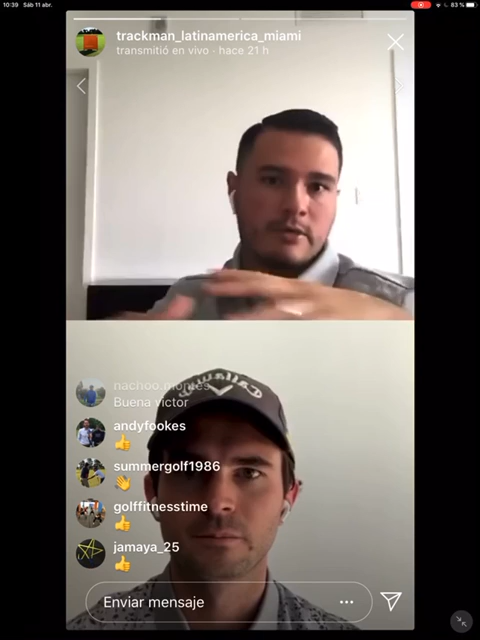 10:39 Sáb 11 abr.
83 %
trackman_latinamerica_miami
transmitió en vivo · hace 21 h
nachoo.montes
Buena victor
Callaway
andyfookes
summergolf1986
golffitnesstime
jamaya_25
Enviar mensaje